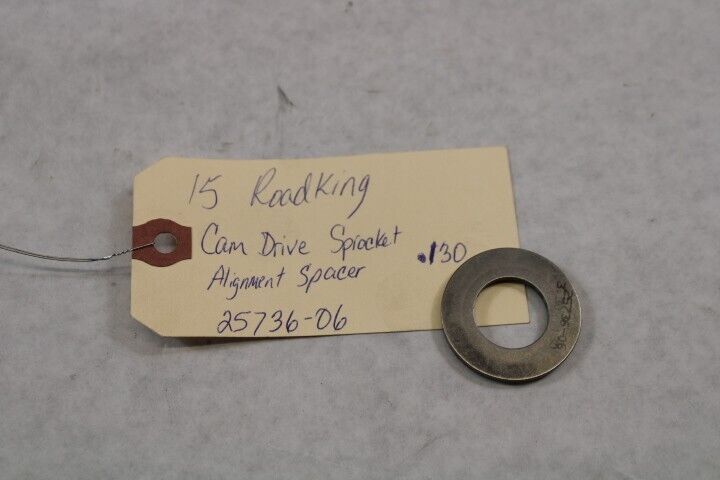 15 RoadKing
Cam Drive Sprocket .130
Alignment Spacer
25736-06